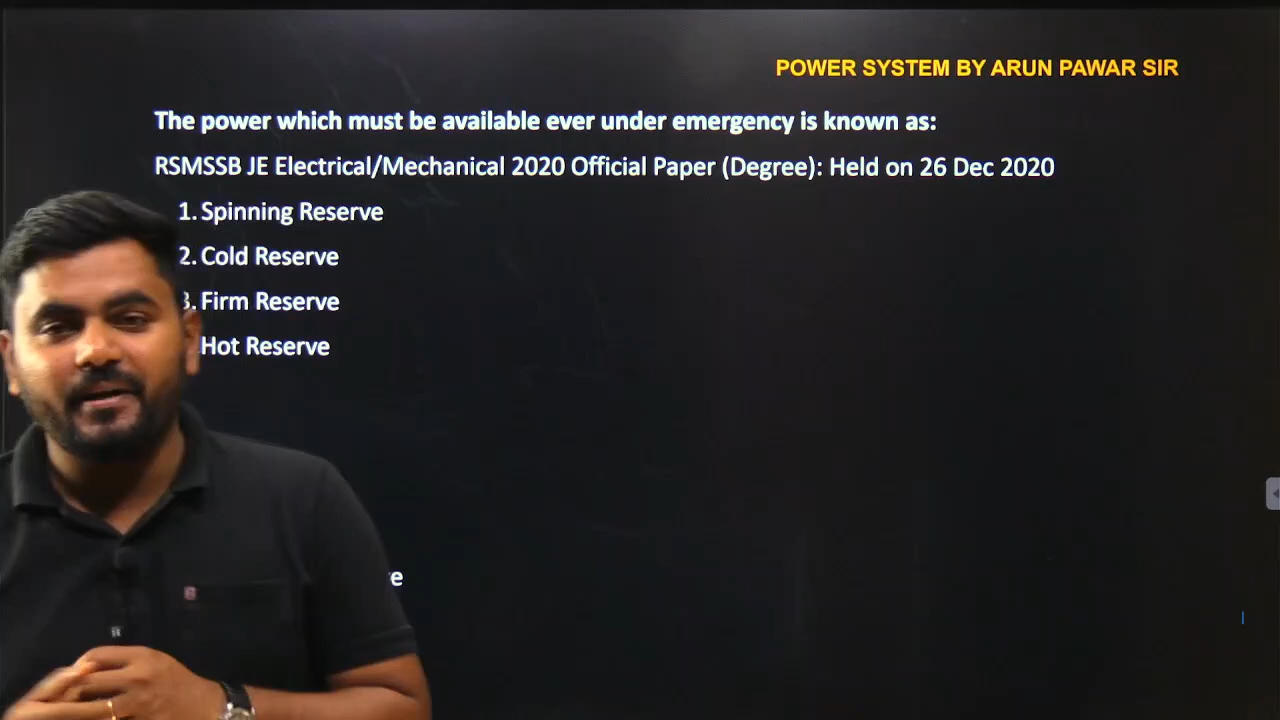 POWER SYSTEM BY ARUN PAWAR SIR
The power which must be available ever under emergency is known as:
RSMSSB JE Electrical/Mechanical 2020 Official Paper (Degree): Held on 26 Dec 2020
1. Spinning Reserve
2. Cold Reserve
3. Firm Reserve
Hot Reserve